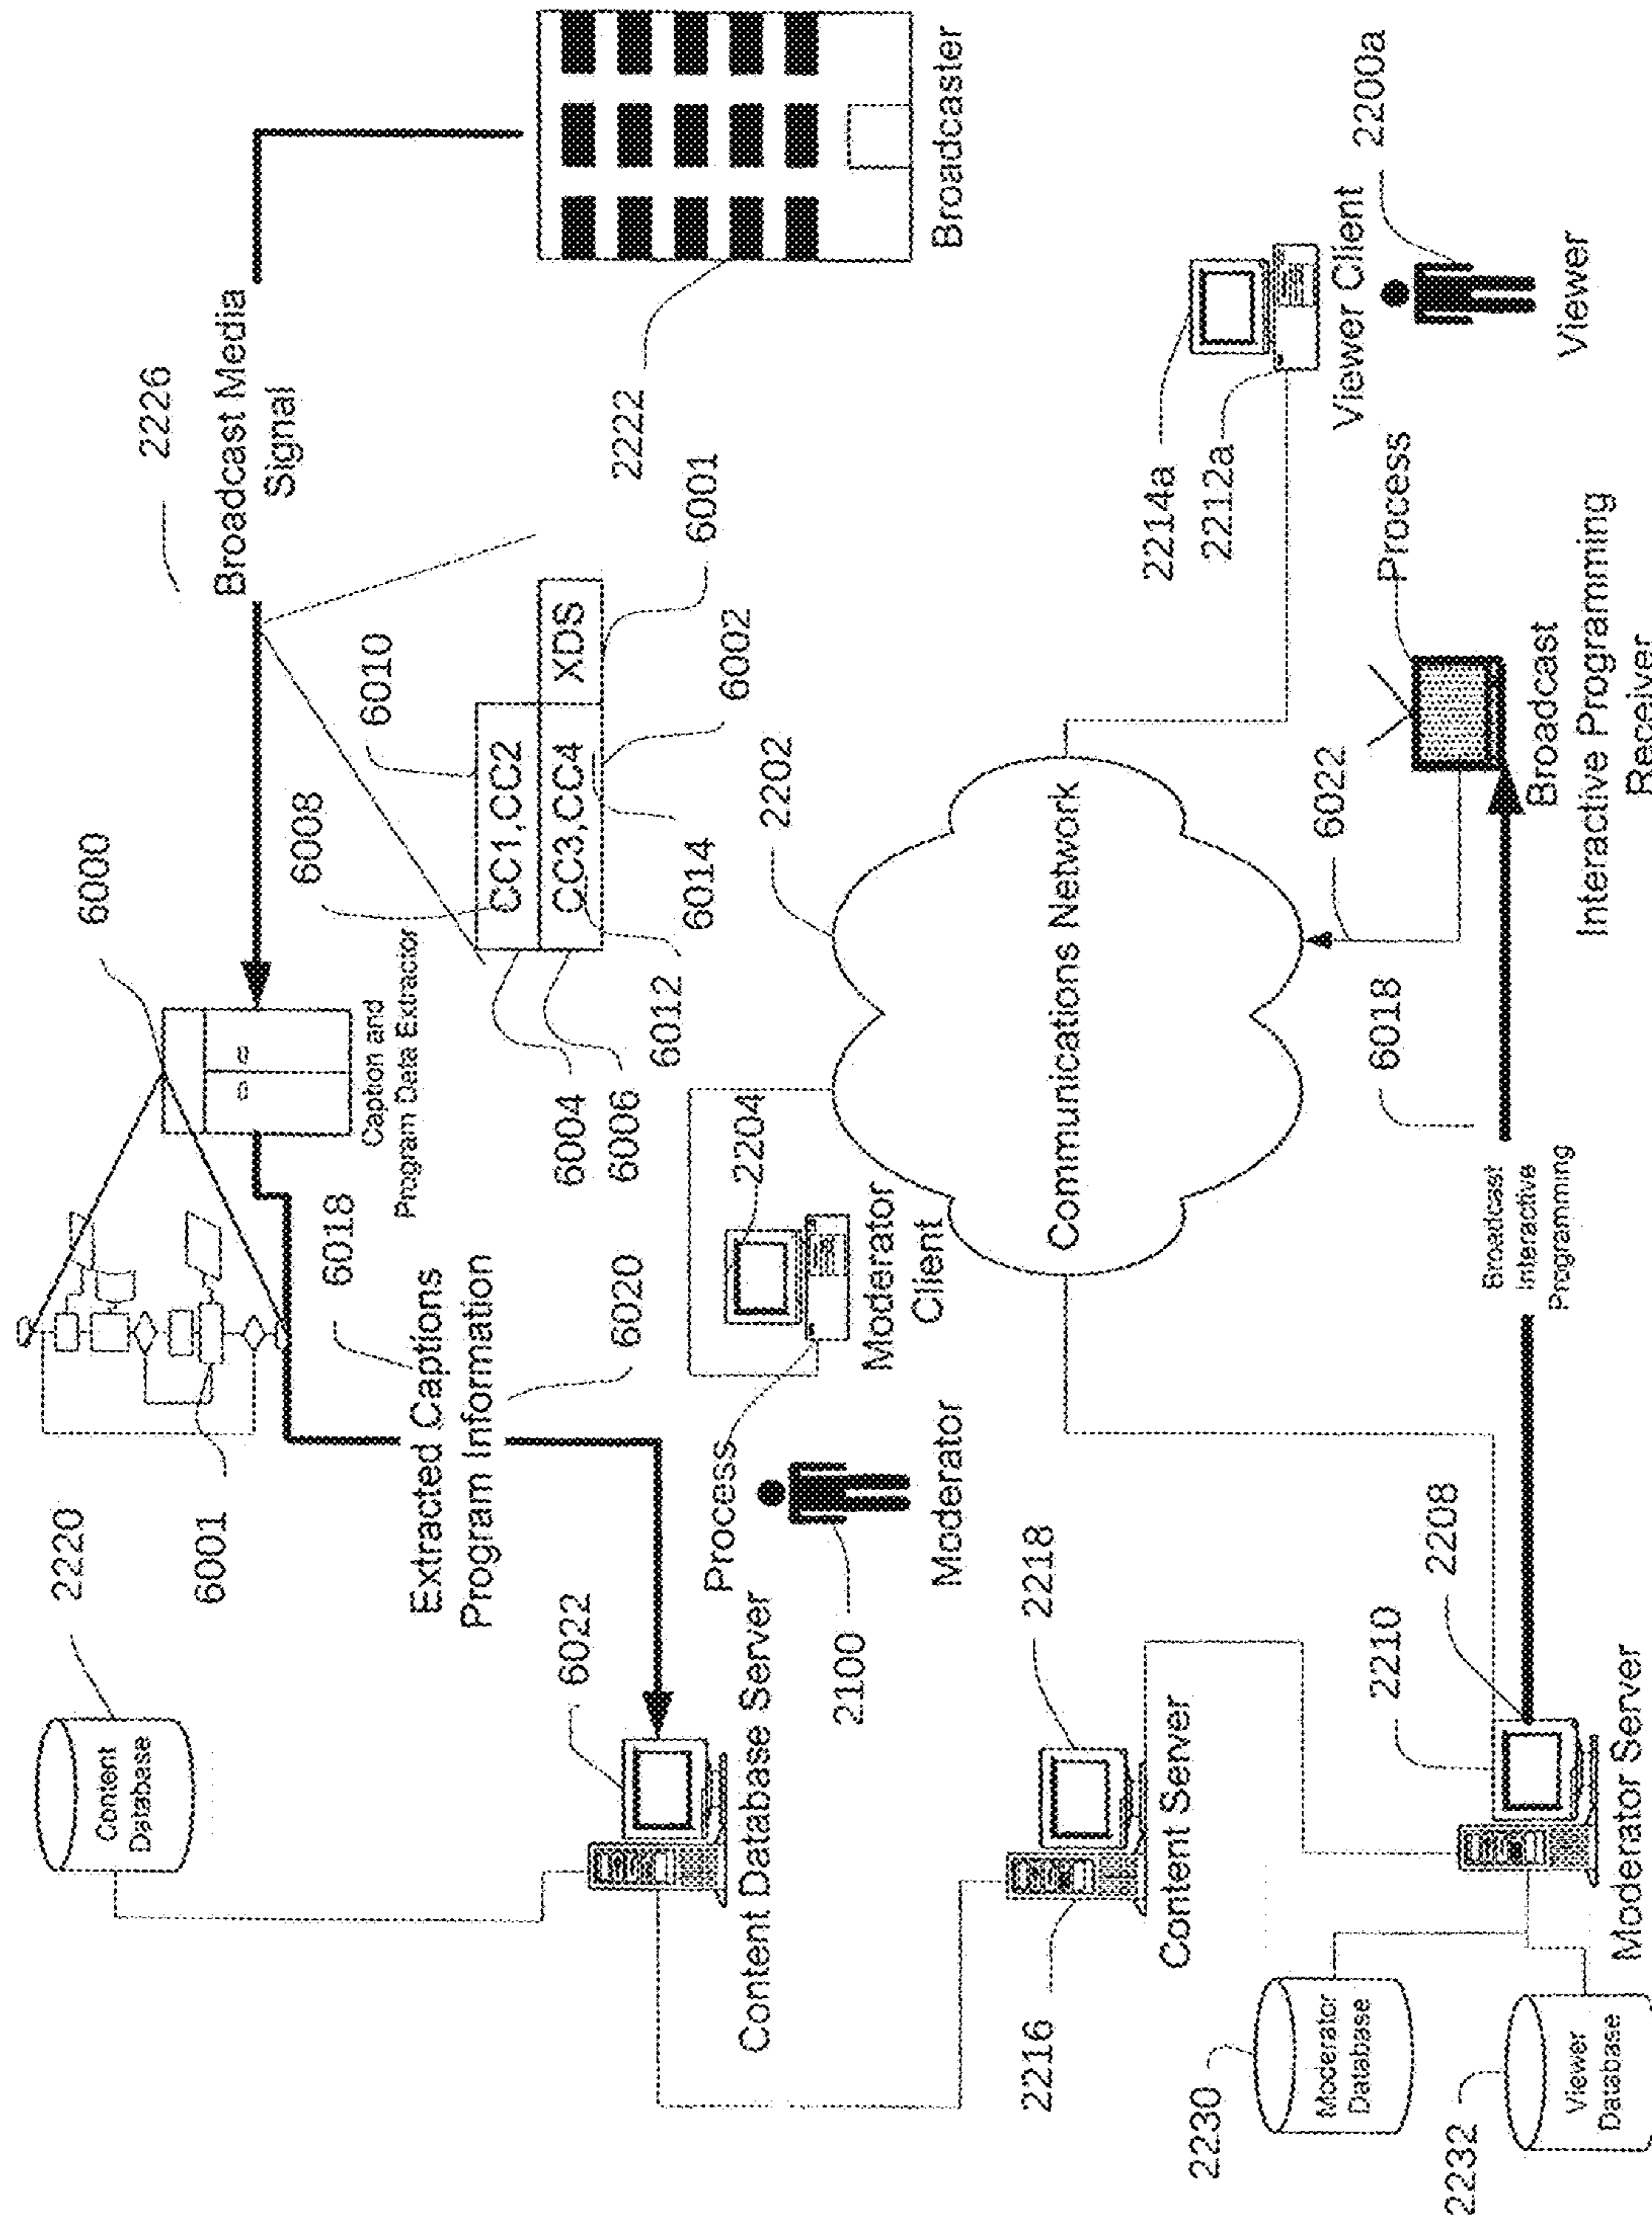 2220
6000
2226
Content
Database
6001
Broadcast Media
Signal
6018
6008
6010
Caption and
Program Data Extractor
Extracted Captions
Program Information
6020
CC1,CC2
CC3,CC4
XDS
6022
6004
6006
6012
6014
6002
6001
2222
Content Database Server
Process
2204
2202
2100
Moderator
Moderator
Client
Broadcaster
2216
2218
Communications Network
2214a
2212a
Content Server
2230
Moderator
Database
Viewer Client
2200a
6022
2210
2208
6018
Process
2232
Viewer
Database
Moderator Server
Broadcast
Interactive
Programming
Broadcast
Interactive Programming
Receiver
Viewer